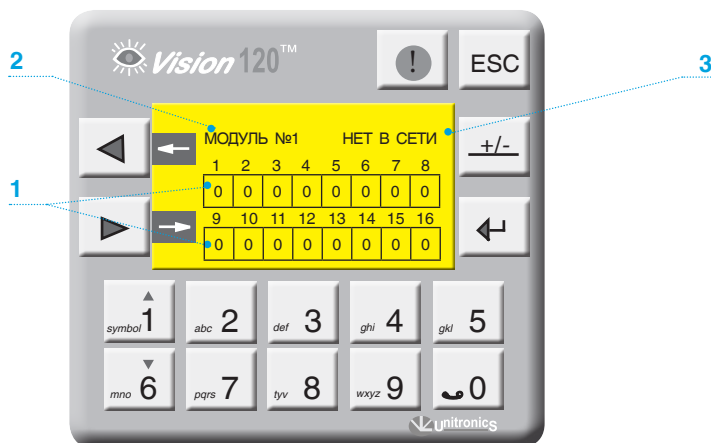 Vision 120™
! ESC
2
3
МОДУЛЬ №1 НЕТ В СЕТИ
+/-
1 2 3 4 5 6 7 8
0 0 0 0 0 0 0 0
1
9 10 11 12 13 14 15 16
0 0 0 0 0 0 0 0
symbol 1 abc 2 def 3 ghi 4 gkl 5
mno 6 pqrs 7 tyv 8 wxyz 9 0
Unitronics